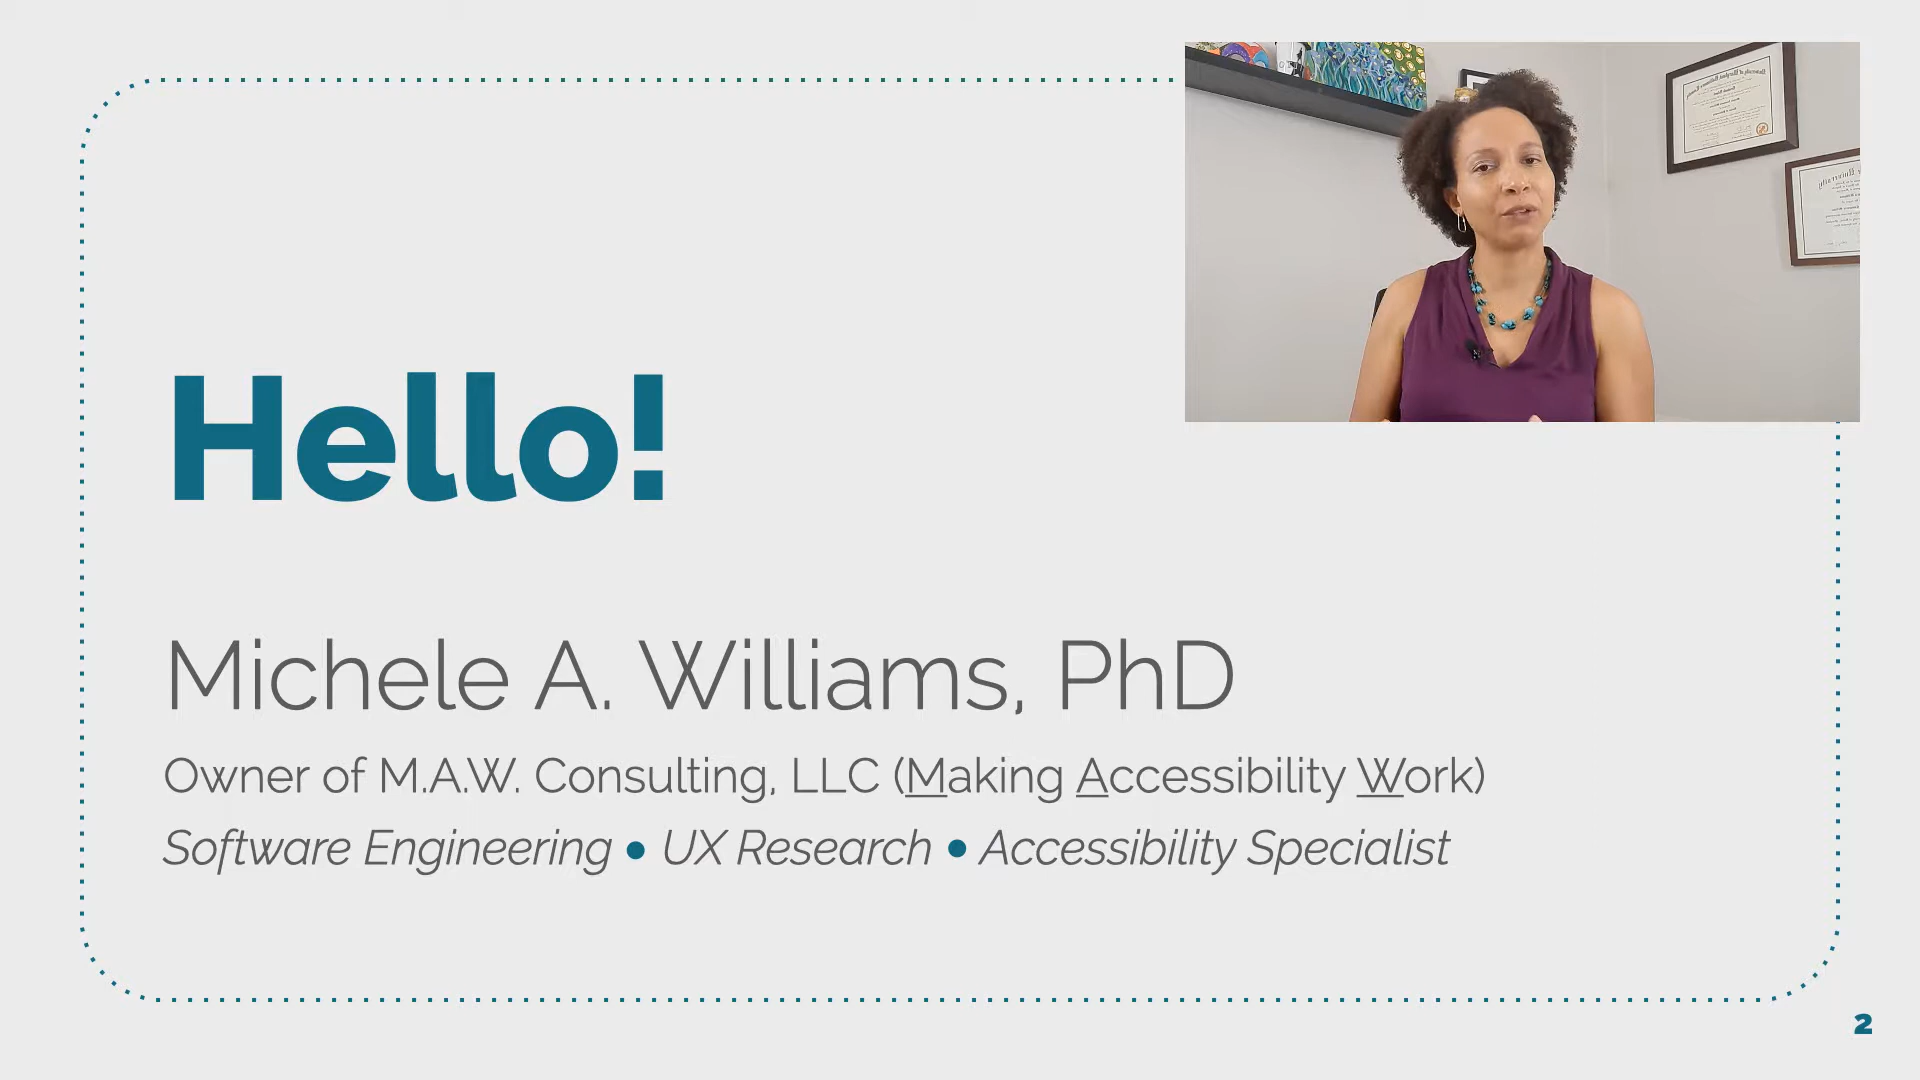 Hello!
Michele A. Williams, PhD
Owner of M.A.W. Consulting, LLC (Making Accessibility Work)
Software Engineering • UX Research • Accessibility Specialist
2